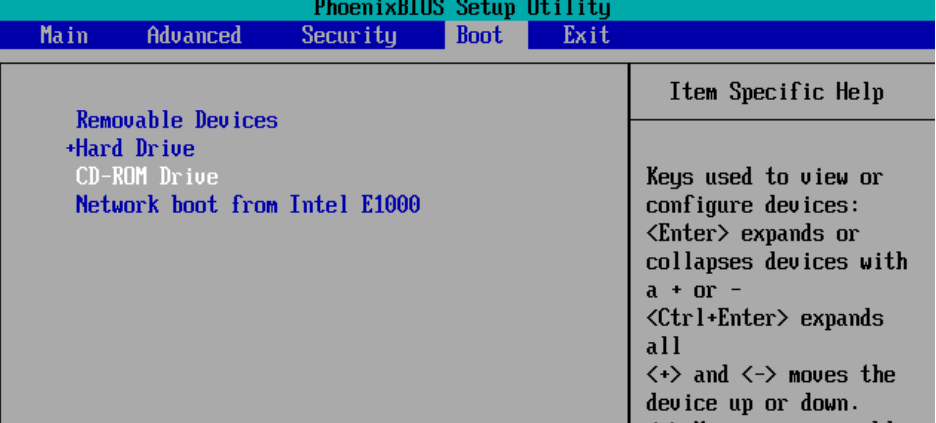 PhoenixBIOS Setup Utility
Main Advanced Security Boot Exit
Removable Devices
+Hard Drive
CD-ROM Drive
Network boot from Intel E1000
Item Specific Help
Keys used to view or
configure devices:
<Enter> expands or
collapses devices with
a + or -
<Ctrl+Enter> expands
all
<+> and <-> moves the
device up or down.